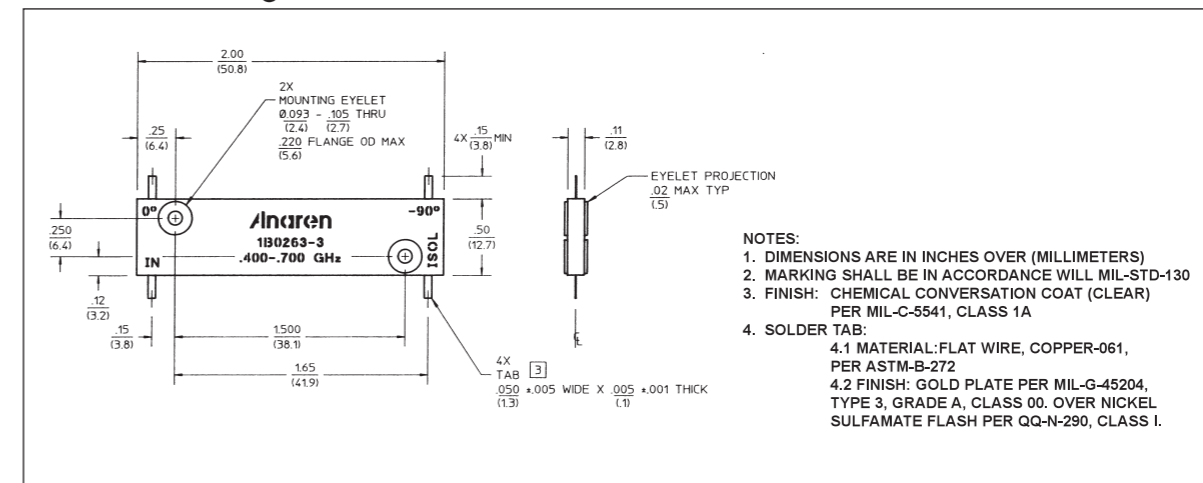 2.00
(50.8)
2X
MOUNTING EYELET
Ø.093 - .105 THRU
(2.4) (2.7)
.220 FLANGE OD MAX
(5.6)
.25
(6.4)
4X .15 MIN
(3.8)
.11
(2.8)
EYELET PROJECTION
.02 MAX TYP
(.5)
0°
-90°
Anaren
1B0263-3
.400-.700 GHz
IN
ISOL
.250
(6.4)
.50
(12.7)
.12
(3.2)
.15
(3.8)
1.500
(38.1)
1.65
(41.9)
4X
TAB 3
.050 ±.005 WIDE X .005 ±.001 THICK
(1.3) (.1)
NOTES:
1. DIMENSIONS ARE IN INCHES OVER (MILLIMETERS)
2. MARKING SHALL BE IN ACCORDANCE WILL MIL-STD-130
3. FINISH: CHEMICAL CONVERSATION COAT (CLEAR)
PER MIL-C-5541, CLASS 1A
4. SOLDER TAB:
4.1 MATERIAL:FLAT WIRE, COPPER-061,
PER ASTM-B-272
4.2 FINISH: GOLD PLATE PER MIL-G-45204,
TYPE 3, GRADE A, CLASS 00. OVER NICKEL
SULFAMATE FLASH PER QQ-N-290, CLASS I.